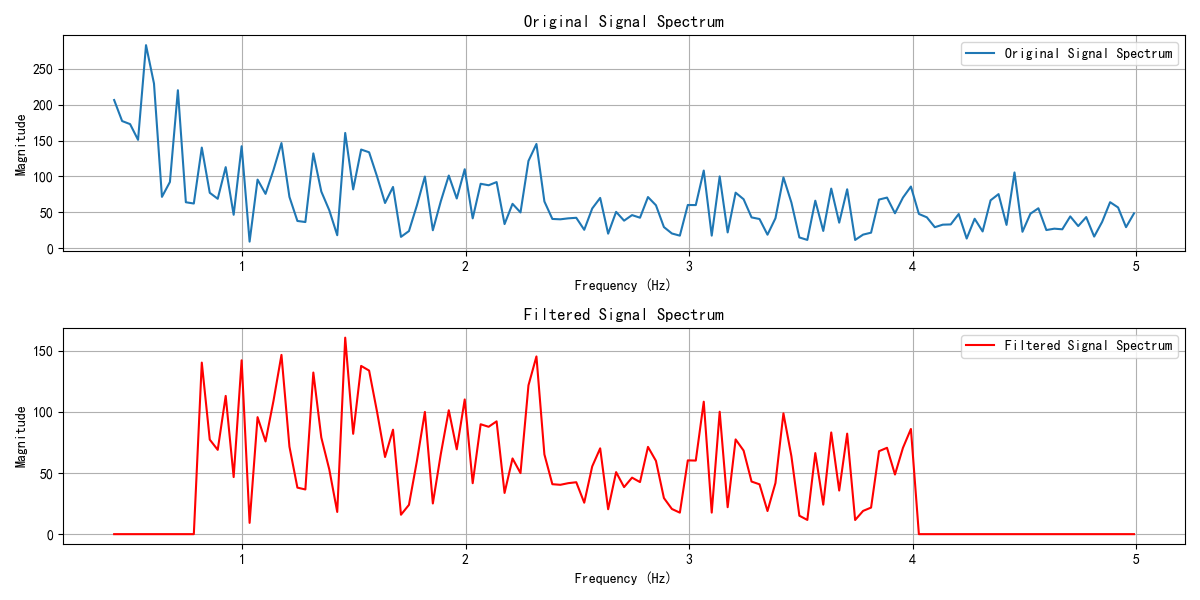 Original Signal Spectrum
Original Signal Spectrum
Magnitude
250
200
150
100
50
0
1
2
3
4
5
Frequency (Hz)
Filtered Signal Spectrum
Filtered Signal Spectrum
Magnitude
150
100
50
0
1
2
3
4
5
Frequency (Hz)